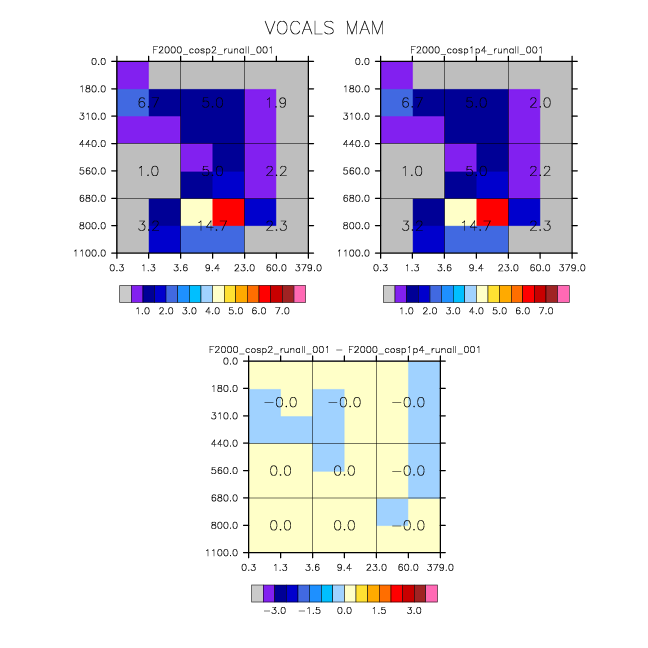 VOCALS MAM
F2000_cosp2_runall_001
F2000_cosp1p4_runall_001
0.0
180.0
310.0
440.0
560.0
680.0
800.0
1100.0
6.7 5.0 1.9
1.0 5.0 2.2
3.2 14.7 2.3
0.3 1.3 3.6 9.4 23.0 60.0 379.0
1.0 2.0 3.0 4.0 5.0 6.0 7.0
0.0
180.0
310.0
440.0
560.0
680.0
800.0
1100.0
6.7 5.0 2.0
1.0 5.0 2.2
3.2 14.7 2.3
0.3 1.3 3.6 9.4 23.0 60.0 379.0
1.0 2.0 3.0 4.0 5.0 6.0 7.0
F2000_cosp2_runall_001 − F2000_cosp1p4_runall_001
0.0
180.0
310.0
440.0
560.0
680.0
800.0
1100.0
−0.0 −0.0 −0.0
0.0 0.0 −0.0
0.0 0.0 −0.0
0.3 1.3 3.6 9.4 23.0 60.0 379.0
−3.0 −1.5 0.0 1.5 3.0